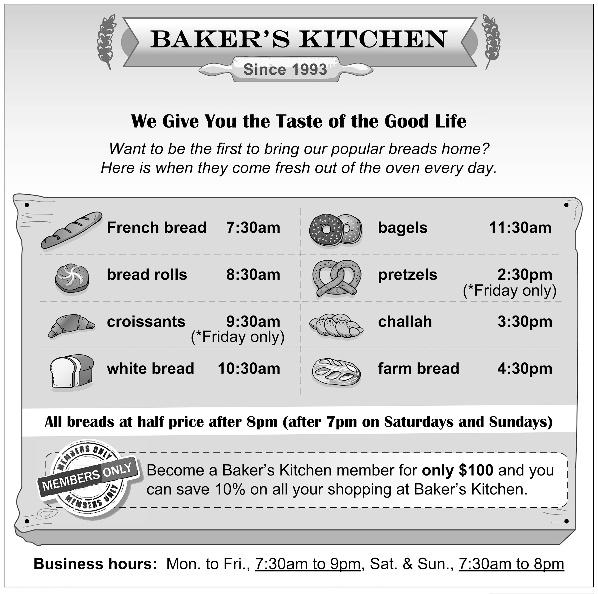 BAKER'S KITCHEN
Since 1993
We Give You the Taste of the Good Life
Want to be the first to bring our popular breads home?
Here is when they come fresh out of the oven every day.
French bread 7:30am
bagels 11:30am
bread rolls 8:30am
pretzels 2:30pm
(*Friday only)
croissants 9:30am
(*Friday only)
challah 3:30pm
white bread 10:30am
farm bread 4:30pm
All breads at half price after 8pm (after 7pm on Saturdays and Sundays)
MEMBERS ONLY
MEMBERS ONLY
MEMBERS ONLY
Become a Baker's Kitchen member for only $100 and you
can save 10% on all your shopping at Baker's Kitchen.
Business hours: Mon. to Fri., 7:30am to 9pm, Sat. & Sun., 7:30am to 8pm